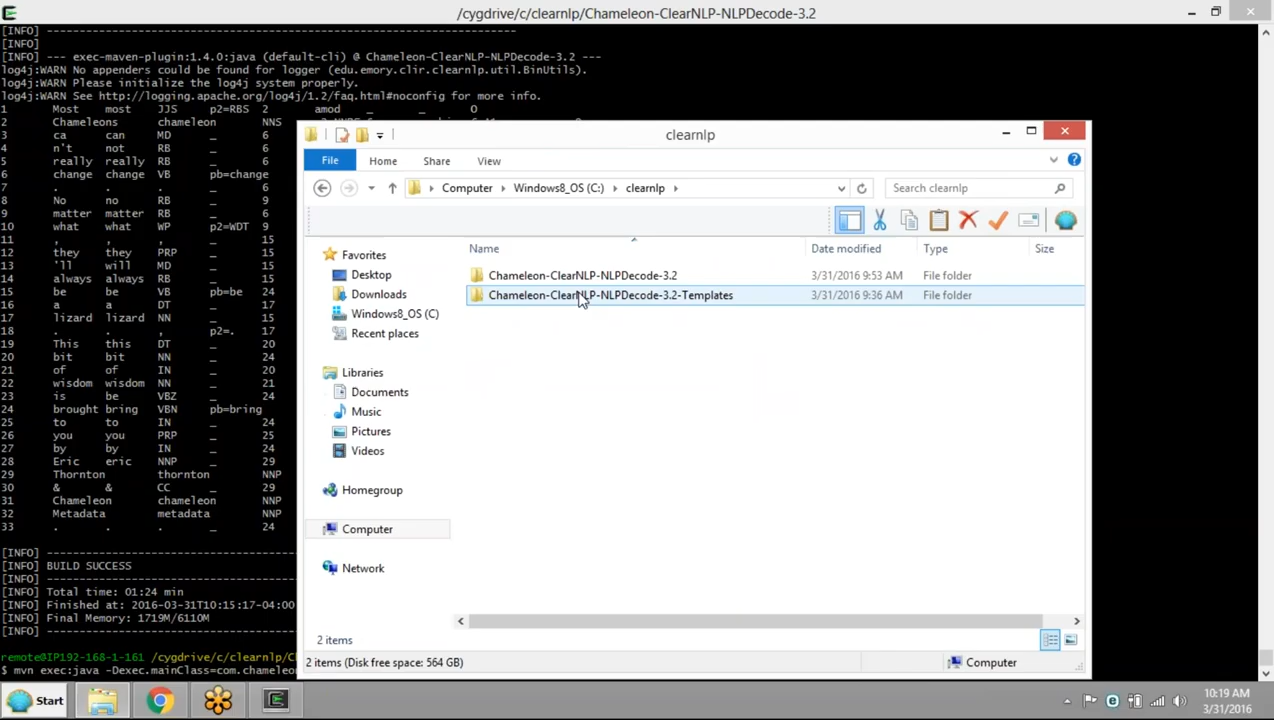 /cygdrive/c/clearnlp/Chameleon-ClearNLP-NLPDecode-3.2
[INFO] ------------------------------------------------------------------------
[INFO]
[INFO] --- exec-maven-plugin:1.4.0:java (default-cli) @ Chameleon-ClearNLP-NLPDecode-3.2 ---
log4j:WARN No appenders could be found for logger (edu.emory.clir.clearnlp.util.BinUtils).
log4j:WARN Please initialize the log4j system properly.
log4j:WARN See http://logging.apache.org/log4j/1.2/faq.html#noconfig for more info.
1 Most most JJS p2=RBS 2 amod _ _ O
2 Chameleons chameleon NNS
3 ca can MD _ 6
4 n't not RB _ 6
5 really really RB _ 6
6 change change VB pb=change
7 . . . _ 6
8 No no RB _ 9
9 matter matter RB _ 6
10 what what WP p2=WDT 9
11 , , , _ 15
12 they they PRP _ 15
13 'll will MD _ 15
14 always always RB _ 15
15 be be VB pb=be
16 a a DT _ 17
17 lizard lizard NN _ 15
18 . . , p2=.
19 This this DT _ 20
20 bit bit NN _ 24
21 of of IN _ 20
22 wisdom wisdom NN _ 21
23 is be VBZ _ 24
24 brought bring VBN pb=bring
25 to to IN _ 24
26 you you PRP _ 25
27 by by IN _ 24
28 Eric eric NNP _ 29
29 Thornton thornton NNP
30 & & CC _ 29
31 Chameleon chameleon NNP
32 Metadata metadata NNP
33 . . . _ 24
[INFO] ------------------------------------------------------------------------
[INFO] BUILD SUCCESS
[INFO] ------------------------------------------------------------------------
[INFO] Total time: 01:24 min
[INFO] Finished at: 2016-03-31T10:15:17-04:00
[INFO] Final Memory: 1719M/6110M
[INFO] ------------------------------------------------------------------------
remote@IP192-168-1-161 /cygdrive/c/clearnlp/C
$ mvn exec:java -Dexec.mainClass=com.chameleo
clearnlp
File Home Share View
Computer Windows8_OS (C:) clearnlp
Search clearnlp
Name Date modified Type Size
Chameleon-ClearNLP-NLPDecode-3.2 3/31/2016 9:53 AM File folder
Chameleon-ClearNLP-NLPDecode-3.2-Templates 3/31/2016 9:36 AM File folder
Favorites
Desktop
Downloads
Windows8_OS (C)
Recent places
Libraries
Documents
Music
Pictures
Videos
Homegroup
Computer
Network
2 items
2 items (Disk free space: 564 GB)
Computer
Start
10:19 AM
3/31/2016